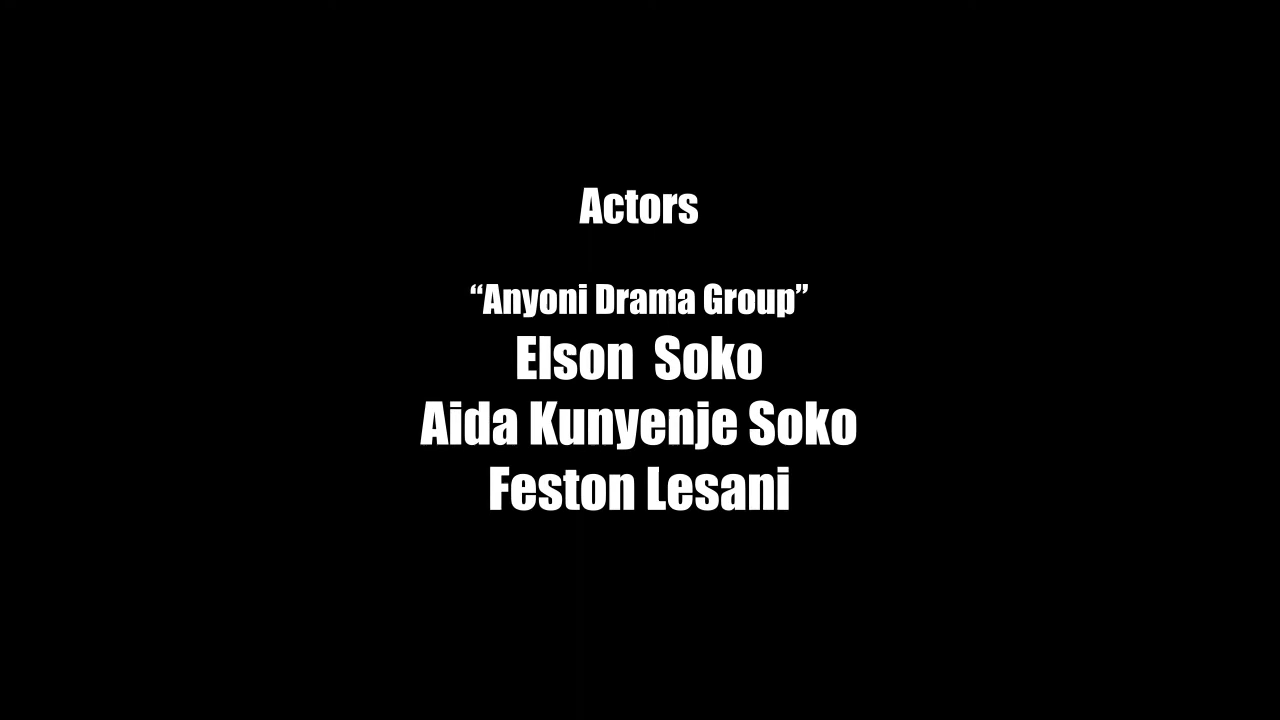 Actors
“Anyoni Drama Group”
Elson  Soko
Aida Kunyenje Soko
Feston Lesani